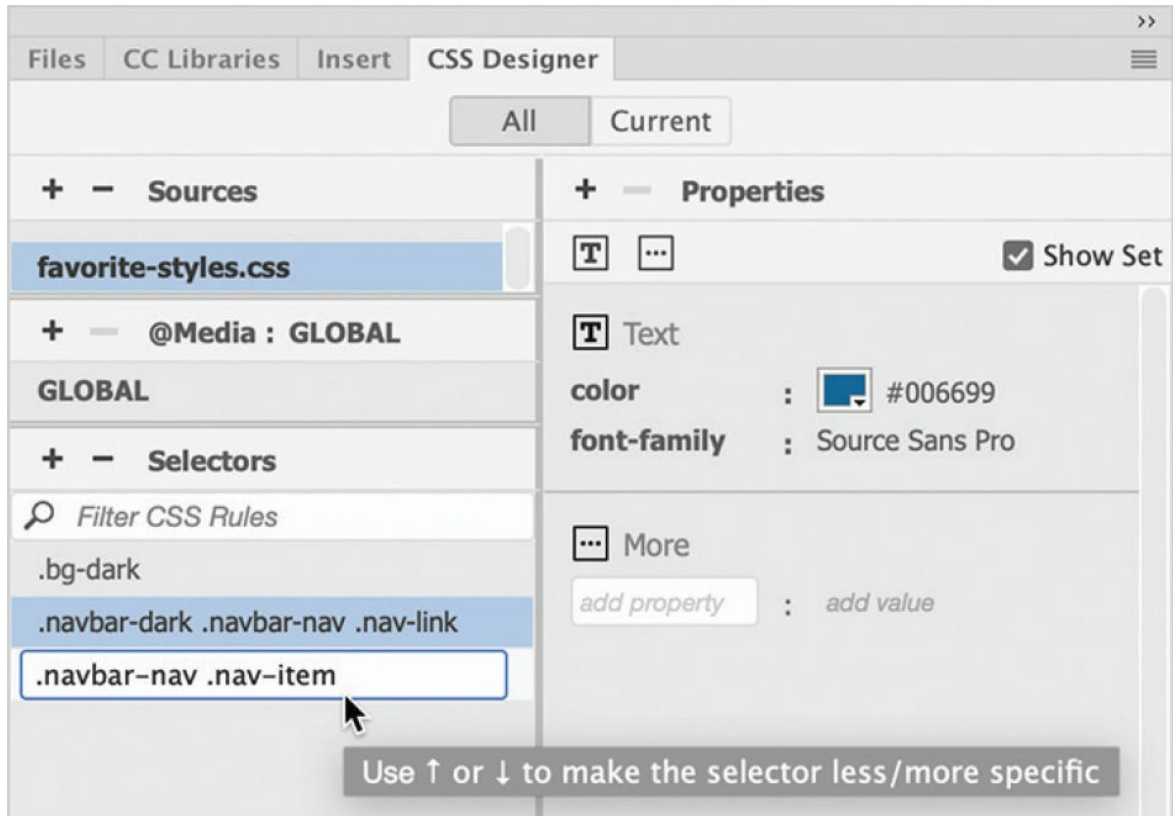 >>
Files CC Libraries Insert CSS Designer
All Current
+ − Sources
favorite-styles.css
+ − @Media : GLOBAL
GLOBAL
+ − Selectors
Filter CSS Rules
.bg-dark
.navbar-dark .navbar-nav .nav-link
.navbar-nav .nav-item
Use ↑ or ↓ to make the selector less/more specific
+ − Properties
T ... Show Set
T Text
color : #006699
font-family : Source Sans Pro
... More
add property : add value